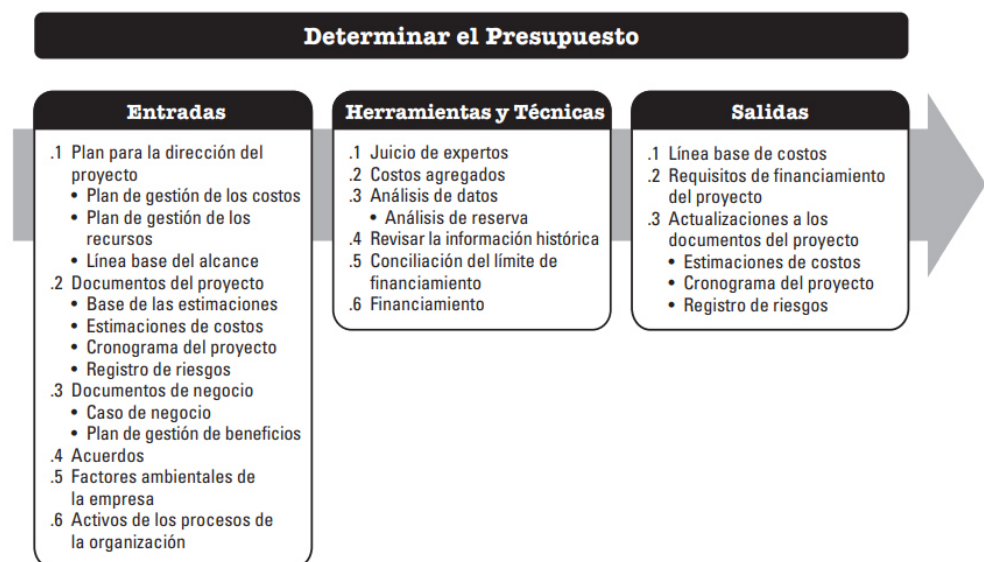 Determinar el Presupuesto
Entradas
.1 Plan para la dirección del
proyecto
• Plan de gestión de los costos
• Plan de gestión de los
recursos
• Línea base del alcance
.2 Documentos del proyecto
• Base de las estimaciones
• Estimaciones de costos
• Cronograma del proyecto
• Registro de riesgos
.3 Documentos de negocio
• Caso de negocio
• Plan de gestión de beneficios
.4 Acuerdos
.5 Factores ambientales de
la empresa
.6 Activos de los procesos de
la organización
Herramientas y Técnicas
.1 Juicio de expertos
.2 Costos agregados
.3 Análisis de datos
• Análisis de reserva
.4 Revisar la información histórica
.5 Conciliación del límite de
financiamiento
.6 Financiamiento
Salidas
.1 Línea base de costos
.2 Requisitos de financiamiento
del proyecto
.3 Actualizaciones a los
documentos del proyecto
• Estimaciones de costos
• Cronograma del proyecto
• Registro de riesgos